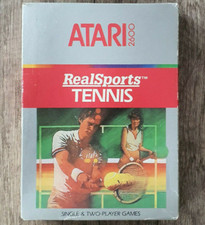 ATARI 2600
RealSports™
TENNIS
SINGLE & TWO-PLAYER GAMES